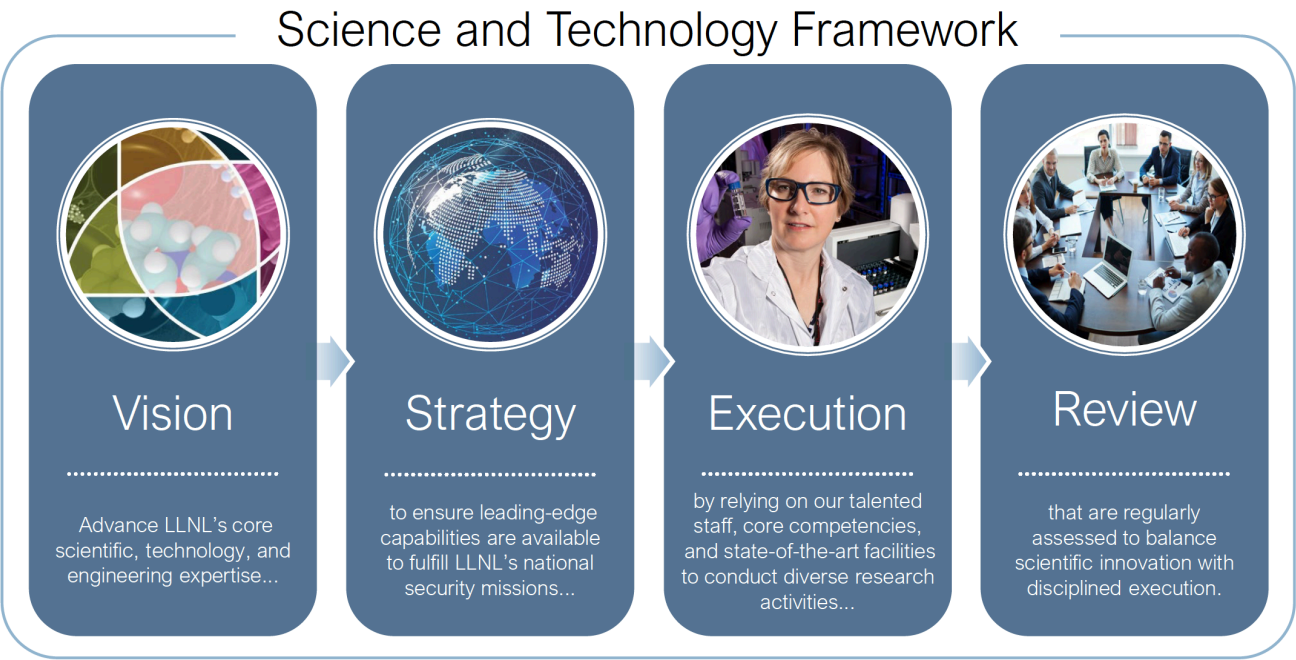 Science and Technology Framework
Vision
Advance LLNL's core
scientific, technology, and
engineering expertise...
Strategy
to ensure leading-edge
capabilities are available
to fulfill LLNL's national
security missions...
Execution
by relying on our talented
staff, core competencies,
and state-of-the-art facilities
to conduct diverse research
activities...
Review
that are regularly
assessed to balance
scientific innovation with
disciplined execution.